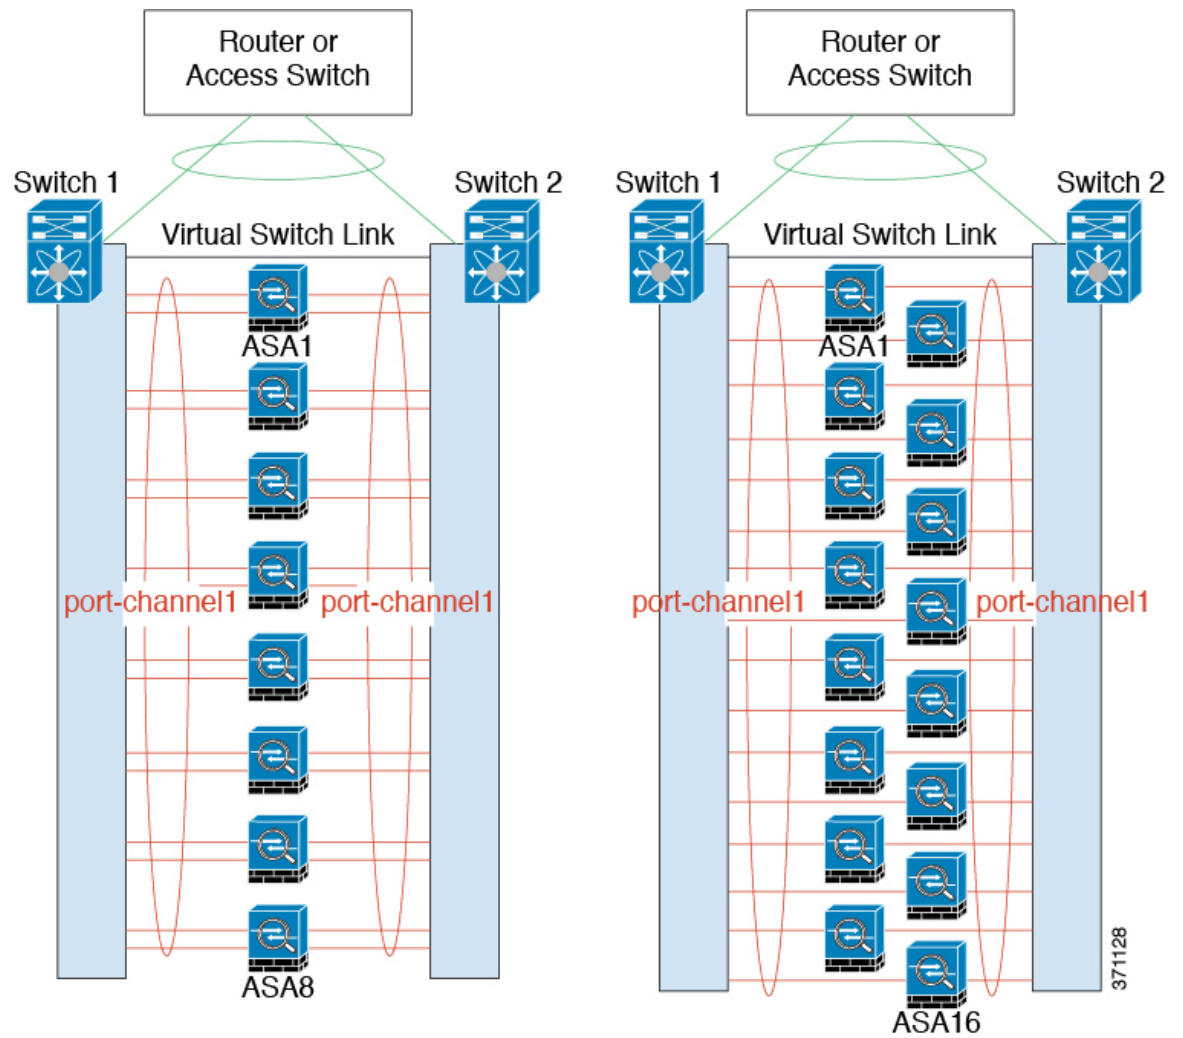 Router or
Access Switch
Switch 1
Switch 2
Virtual Switch Link
ASA1
port-channel1
port-channel1
ASA8
Router or
Access Switch
Switch 1
Switch 2
Virtual Switch Link
ASA1
port-channel1
port-channel1
ASA16
371128